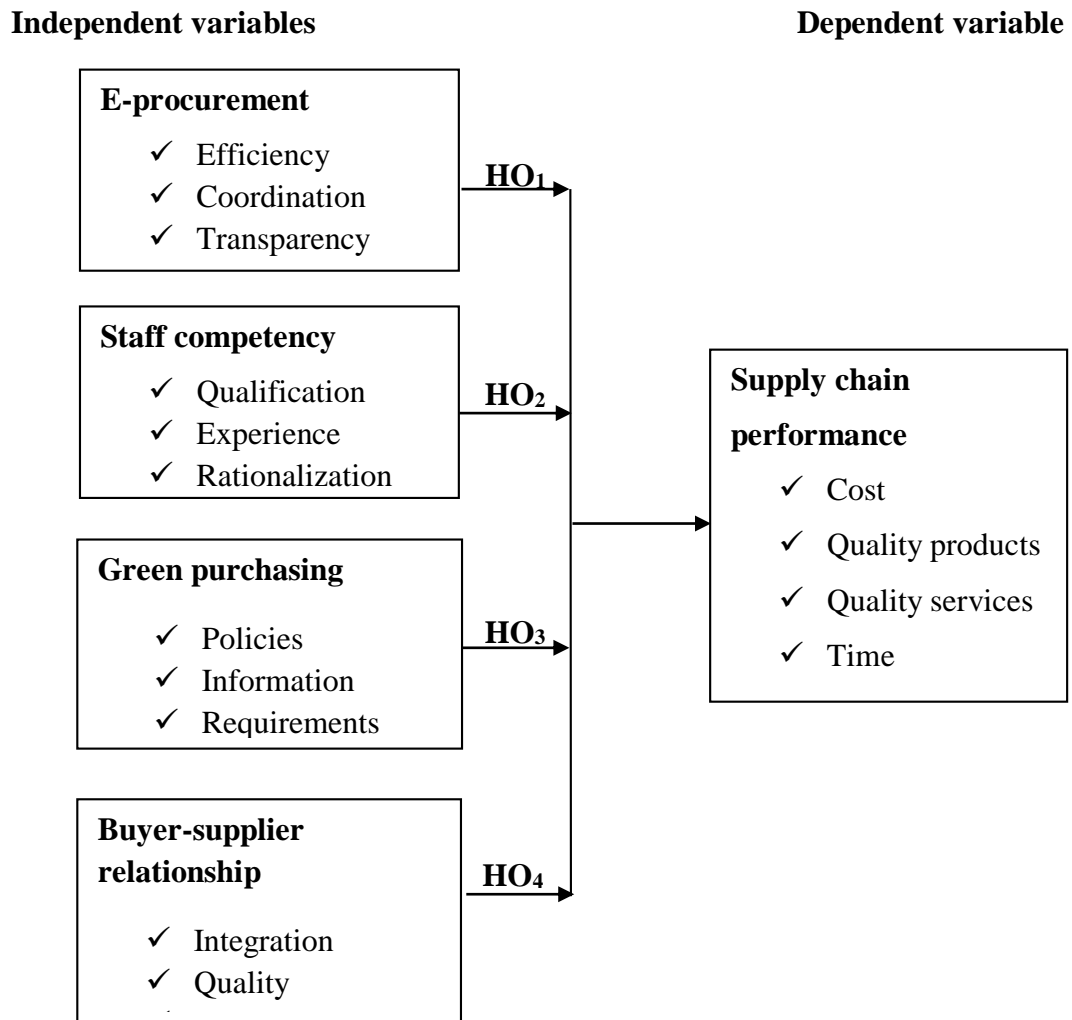 Independent variables
Dependent variable
E-procurement
✓ Efficiency
✓ Coordination
✓ Transparency
HO₁
Staff competency
✓ Qualification
✓ Experience
✓ Rationalization
HO₂
Green purchasing
✓ Policies
✓ Information
✓ Requirements
HO₃
Buyer-supplier
relationship
✓ Integration
✓ Quality
HO₄
Supply chain
performance
✓ Cost
✓ Quality products
✓ Quality services
✓ Time